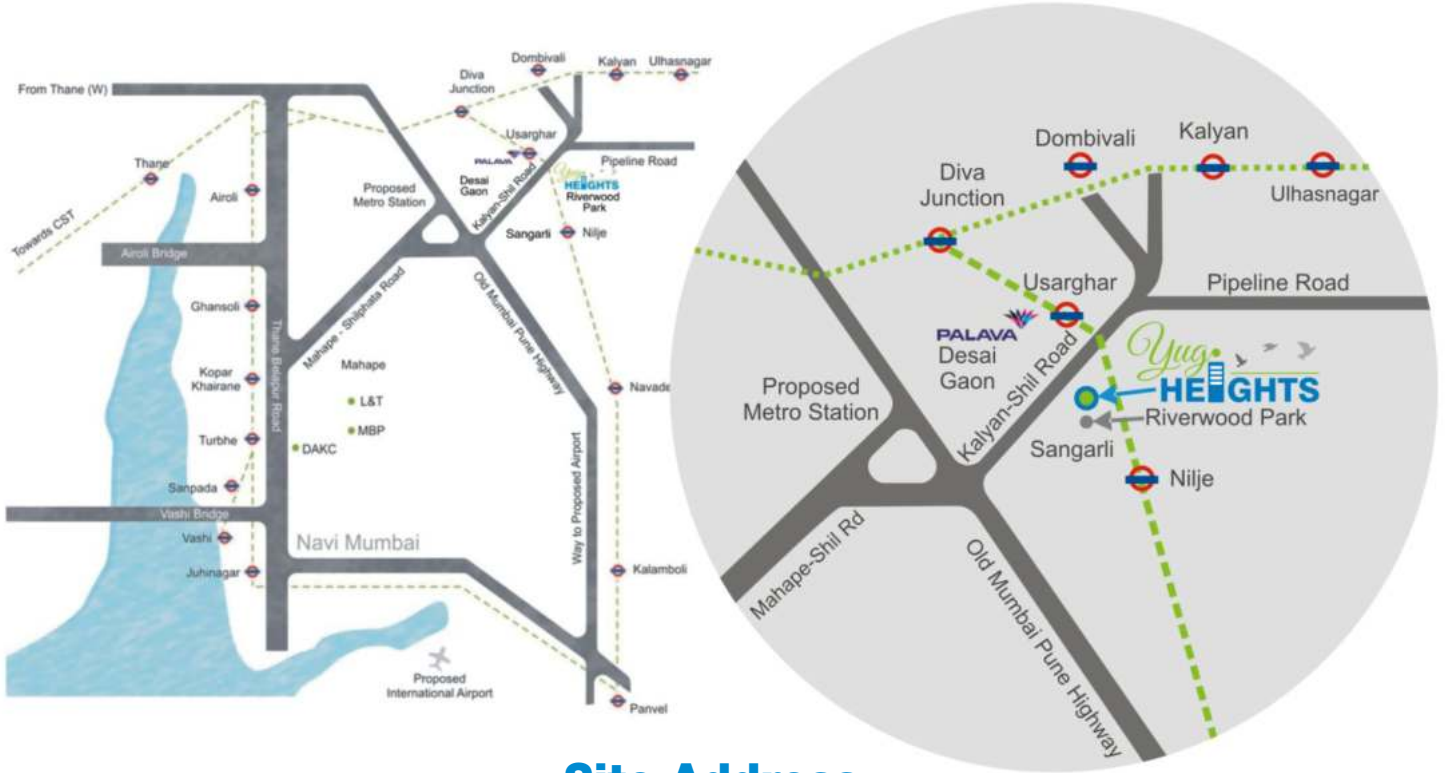 From Thane (W)
Thane
Towards CST
Airoli
Airoli Bridge
Ghansoli
Kopar
Khairane
Turbhe
Sanpada
Vashi Bridge
Vashi
Juhinagar
Thane Belapur Road
Navi Mumbai
Mahape - Shilphata Road
Mahape
L&T
MBP
DAKC
Proposed
Metro Station
Diva
Junction
Dombivali
Kalyan
Ulhasnagar
Usarghar
PALAVA
Desai
Gaon
Kalyan-Shil Road
Pipeline Road
Yug
HEIGHTS
Riverwood
Park
Sangarli
Nilje
Old Mumbai Pune Highway
Navade
Way to Proposed Airport
Kalamboli
Panvel
Proposed
International Airport
Dombivali
Kalyan
Ulhasnagar
Diva
Junction
Usarghar
Pipeline Road
PALAVA
Desai
Gaon
Yug
HEIGHTS
Riverwood Park
Proposed
Metro Station
Kalyan-Shil Road
Sangarli
Nilje
Mahape-Shil Rd
Old Mumbai Pune Highway
Site Address